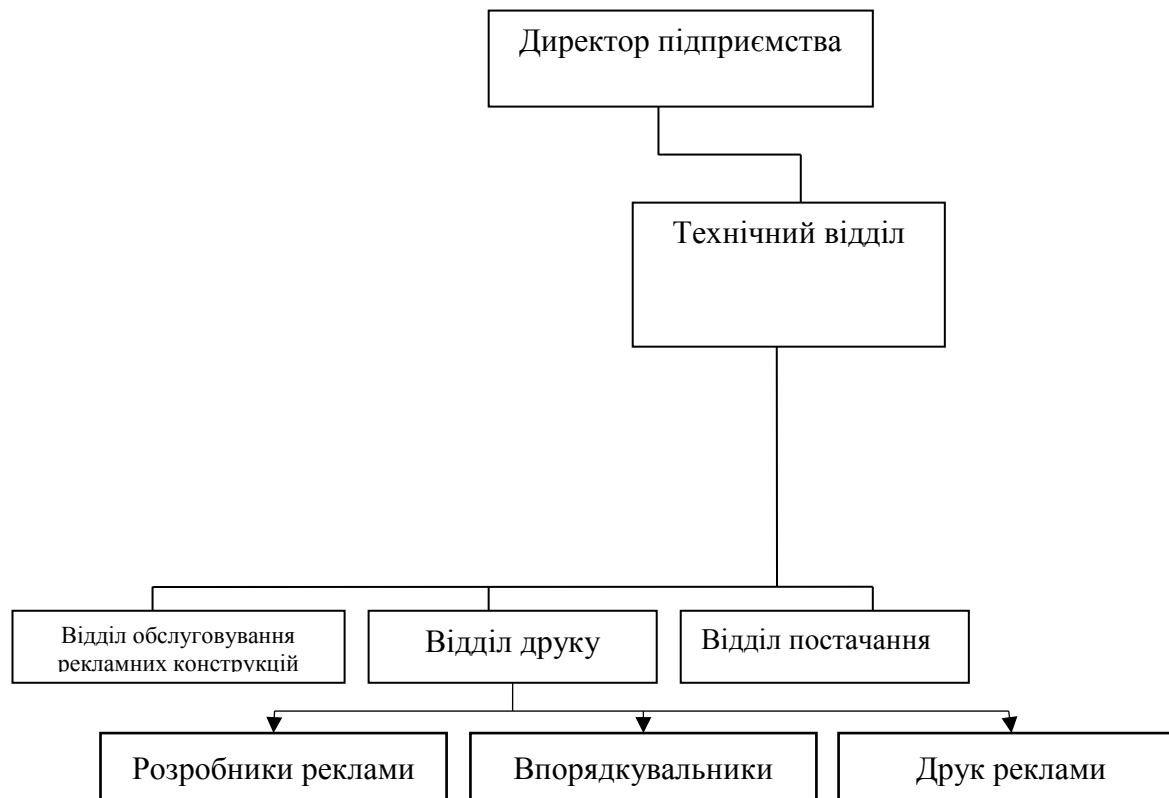 Директор підприємства
Технічний відділ
Відділ обслуговування
рекламних конструкцій
Відділ друку
Відділ постачання
Розробники реклами
Впорядкувальники
Друк реклами